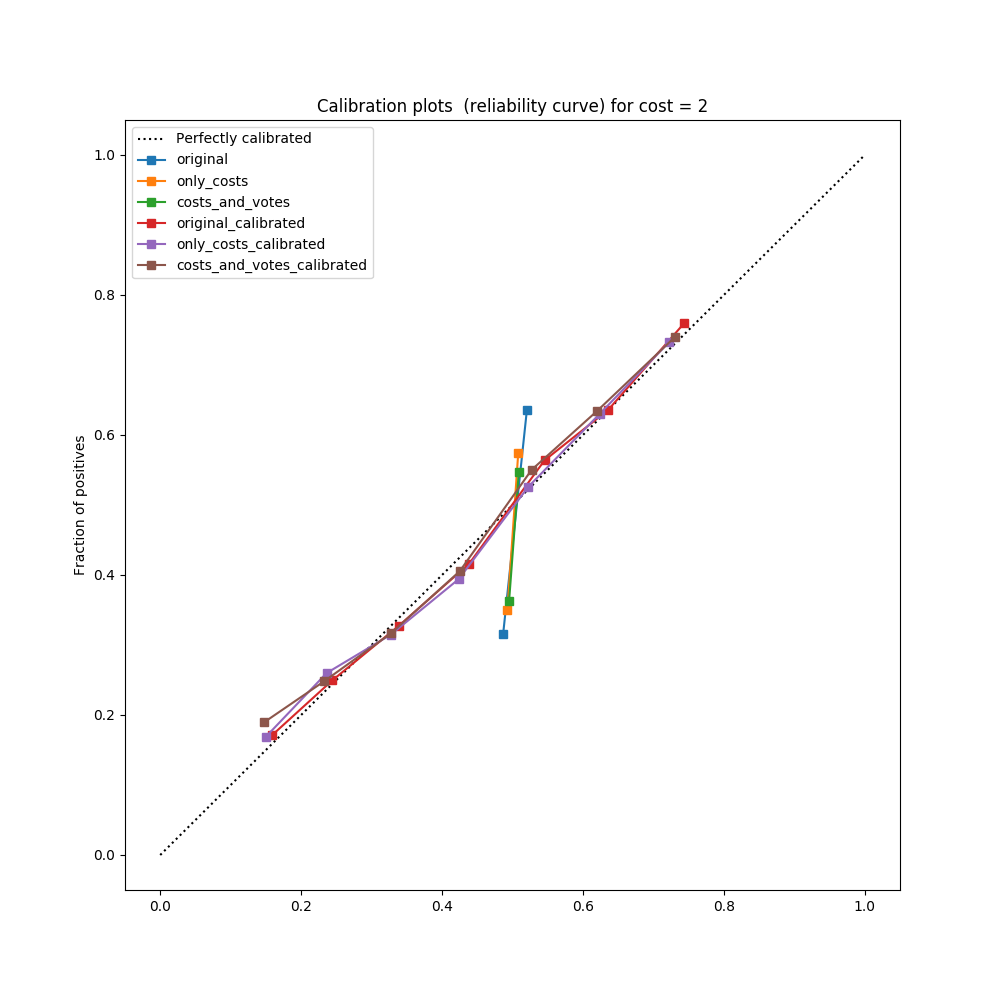 Calibration plots  (reliability curve) for cost = 2
Perfectly calibrated
original
only_costs
costs_and_votes
original_calibrated
only_costs_calibrated
costs_and_votes_calibrated
Fraction of positives
1.0
0.8
0.6
0.4
0.2
0.0
0.0 0.2 0.4 0.6 0.8 1.0